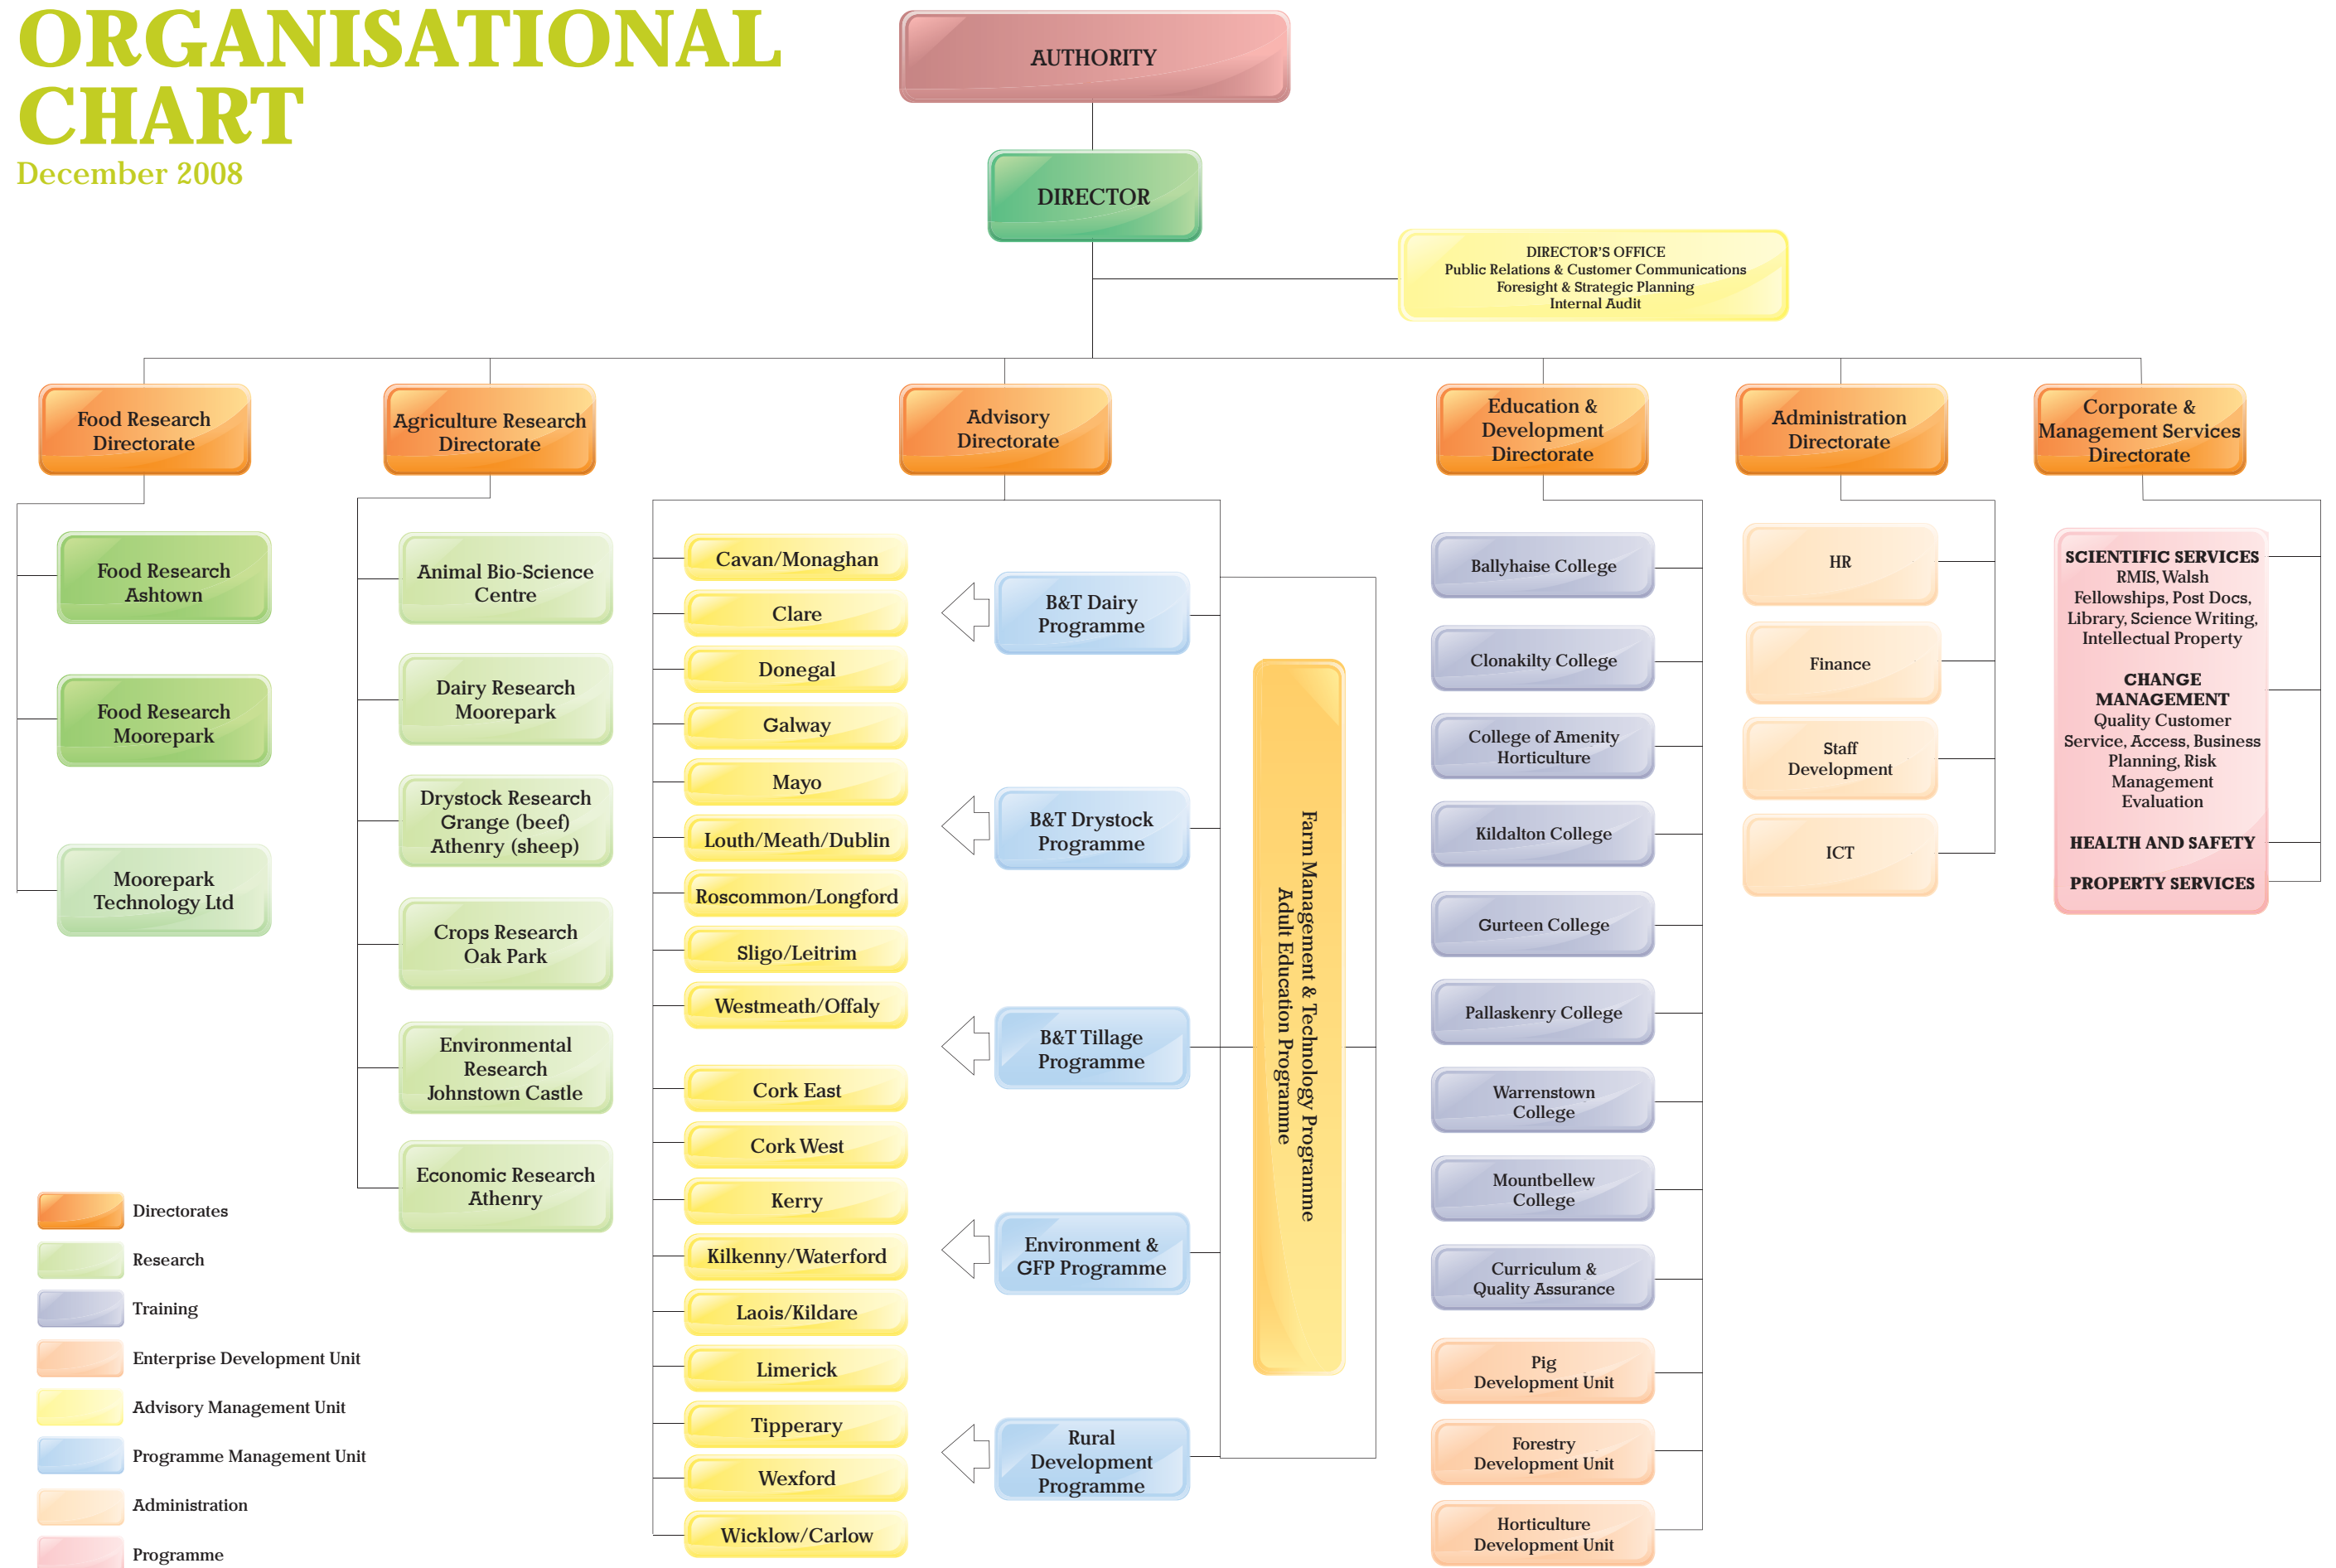 ORGANISATIONAL
CHART
December 2008
AUTHORITY
DIRECTOR
DIRECTOR'S OFFICE
Public Relations & Customer Communications
Foresight & Strategic Planning
Internal Audit
Food Research
Directorate
Agriculture Research
Directorate
Advisory
Directorate
Education &
Development
Directorate
Administration
Directorate
Corporate &
Management Services
Directorate
Food Research
Ashtown
Food Research
Moorepark
Moorepark
Technology Ltd
Animal Bio-Science
Centre
Dairy Research
Moorepark
Drystock Research
Grange (beef)
Athenry (sheep)
Crops Research
Oak Park
Environmental
Research
Johnstown Castle
Economic Research
Athenry
Cavan/Monaghan
Clare
Donegal
Galway
Mayo
Louth/Meath/Dublin
Roscommon/Longford
Sligo/Leitrim
Westmeath/Offaly
Cork East
Cork West
Kerry
Kilkenny/Waterford
Laois/Kildare
Limerick
Tipperary
Wexford
Wicklow/Carlow
B&T Dairy
Programme
B&T Drystock
Programme
B&T Tillage
Programme
Environment &
GFP Programme
Rural
Development
Programme
Farm Management & Technology Programme
Adult Education Programme
Ballyhaise College
Clonakilty College
College of Amenity
Horticulture
Kildalton College
Gurteen College
Pallaskenry College
Warrenstown
College
Mountbellew
College
Curriculum &
Quality Assurance
Pig
Development Unit
Forestry
Development Unit
Horticulture
Development Unit
HR
Finance
Staff
Development
ICT
SCIENTIFIC SERVICES
RMIS, Walsh
Fellowships, Post Docs,
Library, Science Writing,
Intellectual Property
CHANGE
MANAGEMENT
Quality Customer
Service, Access, Business
Planning, Risk
Management
Evaluation
HEALTH AND SAFETY
PROPERTY SERVICES
Directorates
Research
Training
Enterprise Development Unit
Advisory Management Unit
Programme Management Unit
Administration
Programme